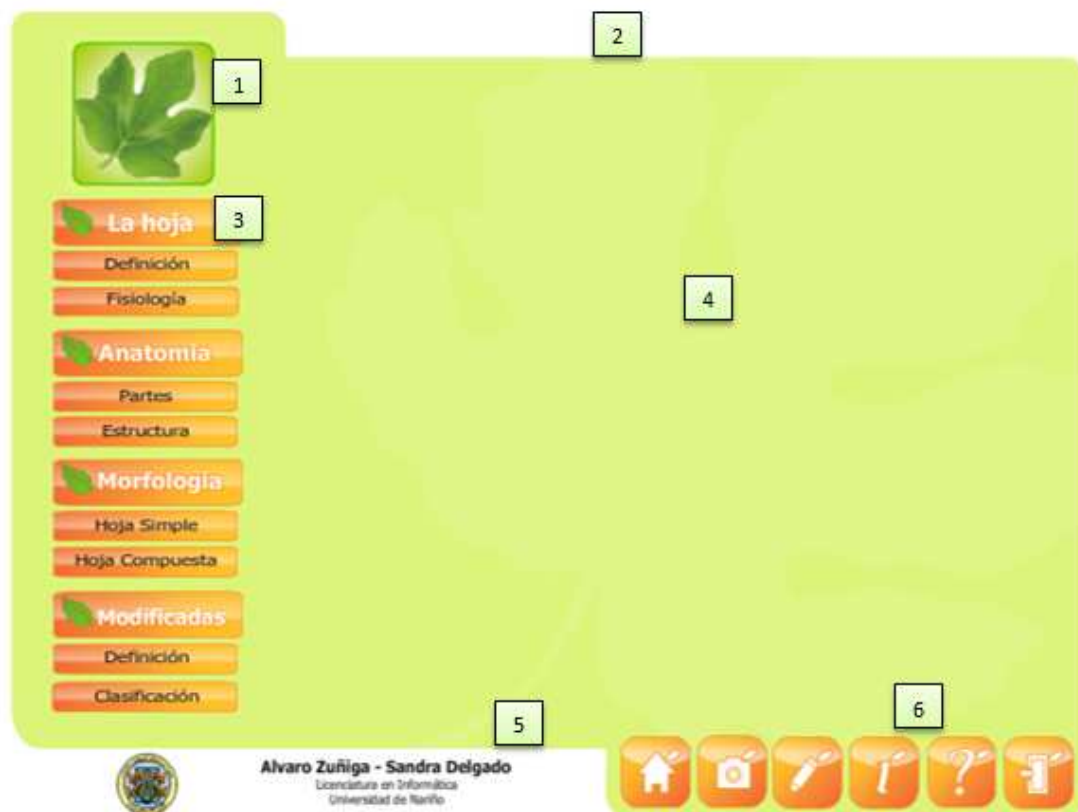 2
1
La hoja
3
Definición
Fisiología
4
Anatomia
Partes
Estructura
Morfologia
Hoja Simple
Hoja Compuesta
Modificadas
Definición
Clasificación
5
6
Alvaro Zuñiga - Sandra Delgado
Licenciatura en Informática
Universidad de Nariño
i
?